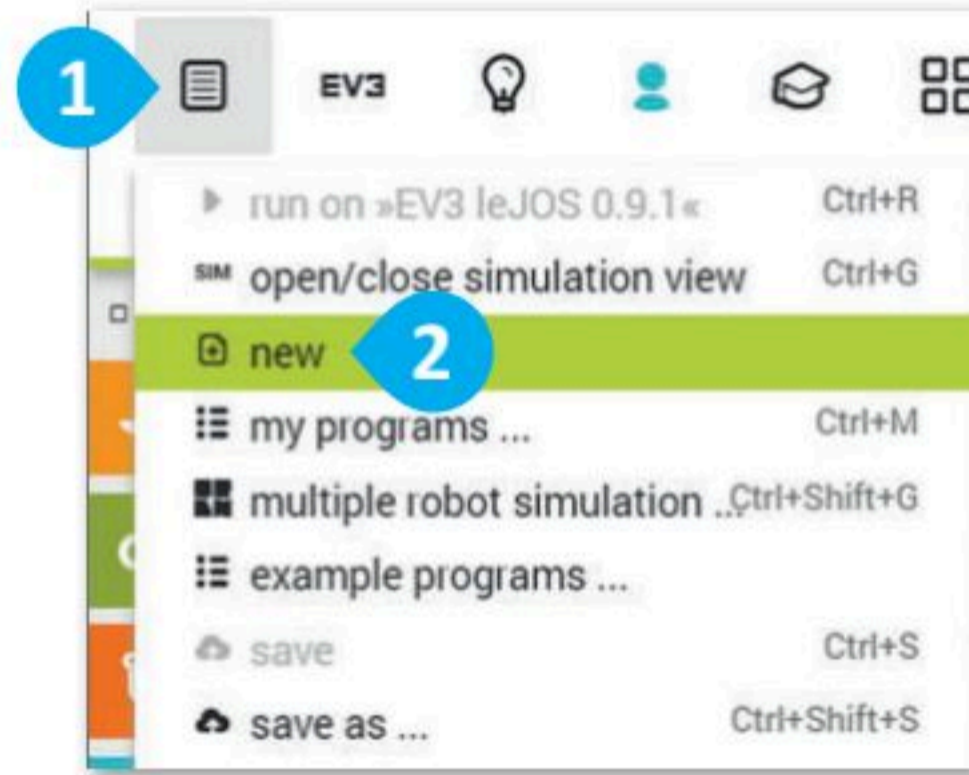 1
EV3
run on »EV3 leJOS 0.9.1« Ctrl+R
SIM open/close simulation view Ctrl+G
new 2
my programs ... Ctrl+M
multiple robot simulation ... Ctrl+Shift+G
example programs ...
save Ctrl+S
save as ... Ctrl+Shift+S